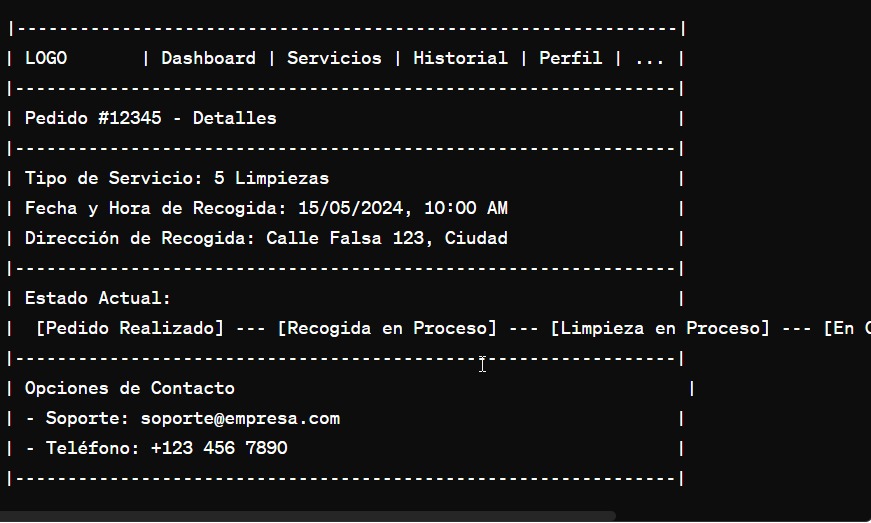 |---------------------------------------------------------------|
| LOGO       | Dashboard | Servicios | Historial | Perfil | ... |
|---------------------------------------------------------------|
| Pedido #12345 - Detalles                                      |
|---------------------------------------------------------------|
| Tipo de Servicio: 5 Limpiezas                                 |
| Fecha y Hora de Recogida: 15/05/2024, 10:00 AM                |
| Dirección de Recogida: Calle Falsa 123, Ciudad                |
|---------------------------------------------------------------|
| Estado Actual:                                                |
|  [Pedido Realizado] --- [Recogida en Proceso] --- [Limpieza en Proceso] --- [En
|---------------------------------------------------------------|
| Opciones de Contacto                                           |
| - Soporte: soporte@empresa.com                                |
| - Teléfono: +123 456 7890                                     |
|---------------------------------------------------------------|